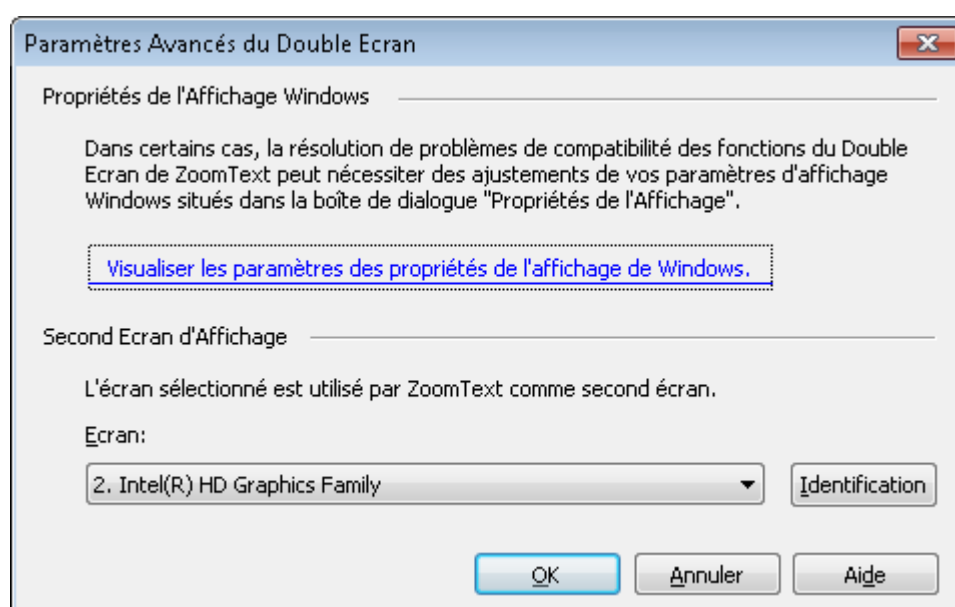 Paramètres Avancés du Double Ecran
Propriétés de l'Affichage Windows
Dans certains cas, la résolution de problèmes de compatibilité des fonctions du Double
Ecran de ZoomText peut nécessiter des ajustements de vos paramètres d'affichage
Windows situés dans la boîte de dialogue "Propriétés de l'Affichage".
Visualiser les paramètres des propriétés de l'affichage de Windows.
Second Ecran d'Affichage
L'écran sélectionné est utilisé par ZoomText comme second écran.
Ecran:
2. Intel(R) HD Graphics Family
Identification
OK Annuler Aide